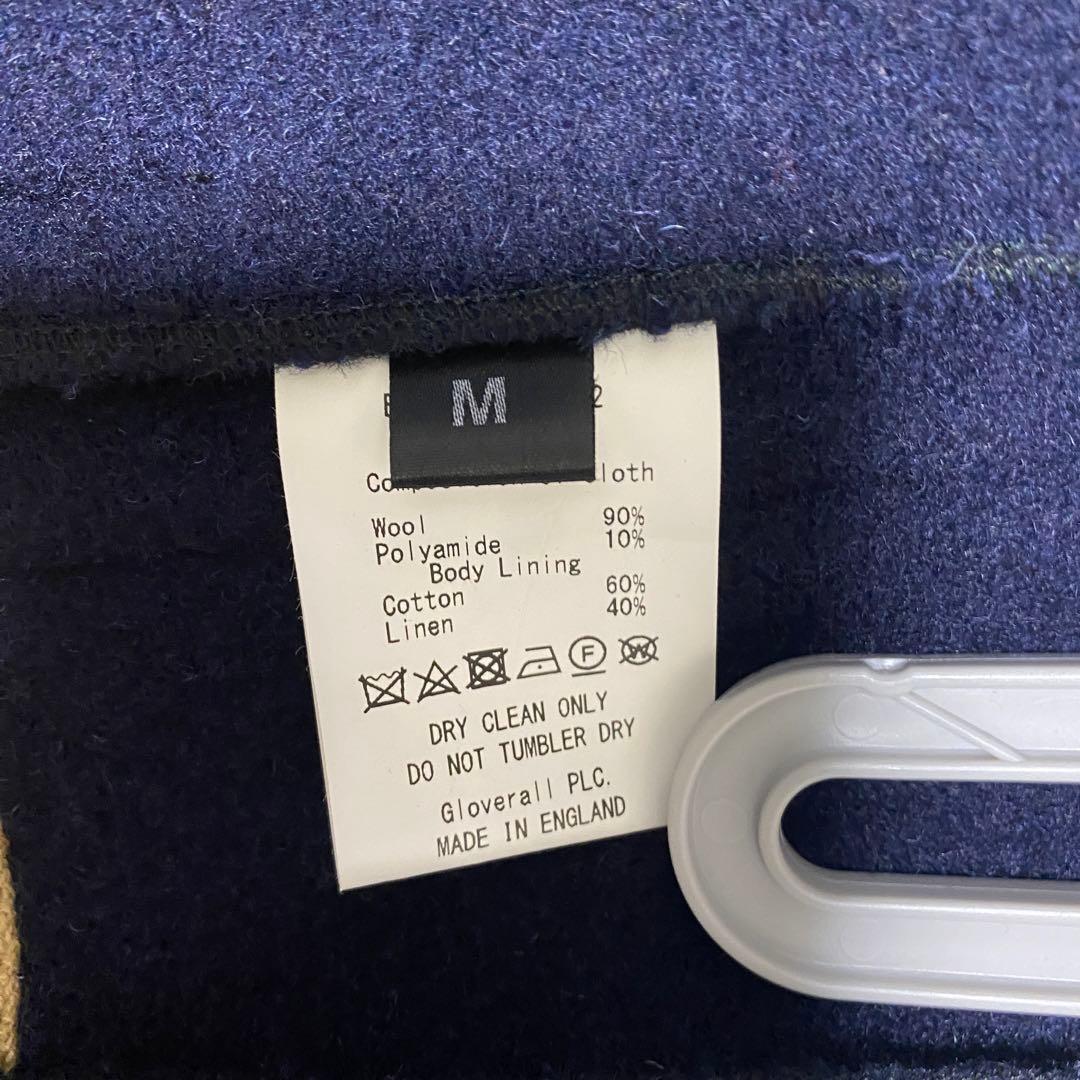 M
loth
Wool 90%
Polyamide 10%
Body Lining
Cotton 60%
Linen 40%
F
W
DRY CLEAN ONLY
DO NOT TUMBLER DRY
Gloverall PLC.
MADE IN ENGLAND